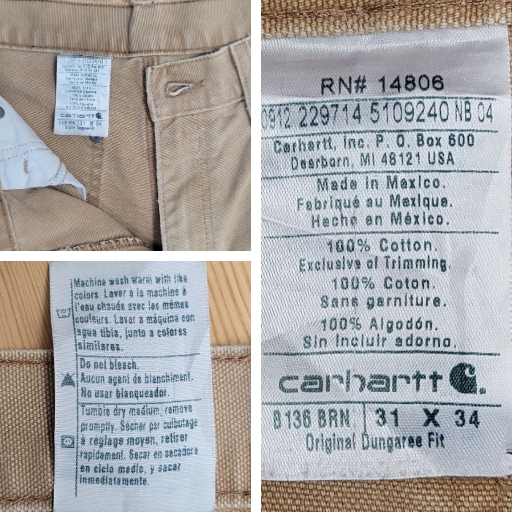 Machine wash warm with like
colors. Laver à la machine à
l'eau chaude avec les mêmes
couleurs. Lavar a máquina con
agua tibia, junto a colores
similares.
Do not bleach.
Aucun agent de blanchiment.
No usar blanqueador.
Tumble dry medium, remove
promptly. Sécher par culbutage
à réglage moyen, retirer
rapidement. Secar en secadora
en ciclo medio, y sacar
inmediatamente.
RN# 14806
0912 229714 5109240 NB 04
Carhartt, Inc. P. O. Box 600
Dearborn, MI 48121 USA
Made in Mexico.
Fabriqué au Mexique.
Hecho en México.
100% Cotton.
Exclusive of Trimming.
100% Coton.
Sans garniture.
100% Algodón.
Sin incluir adorno.
carhartt
B136 BRN 31 X 34
Original Dungaree Fit